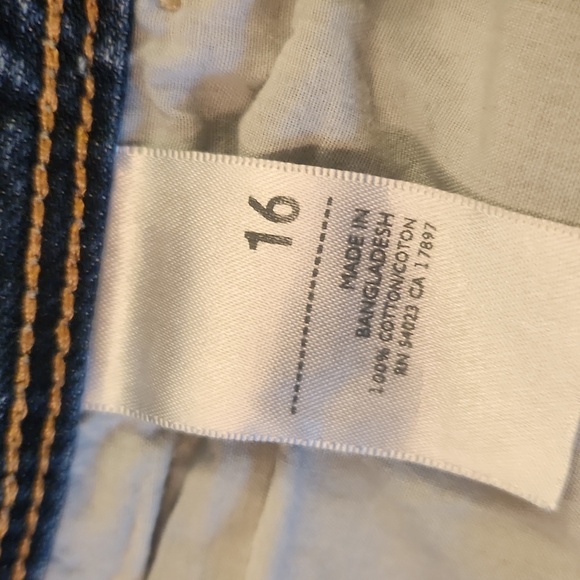 16
MADE IN
BANGLADESH
100% COTTON/COTON
RN 54023 CA 17897